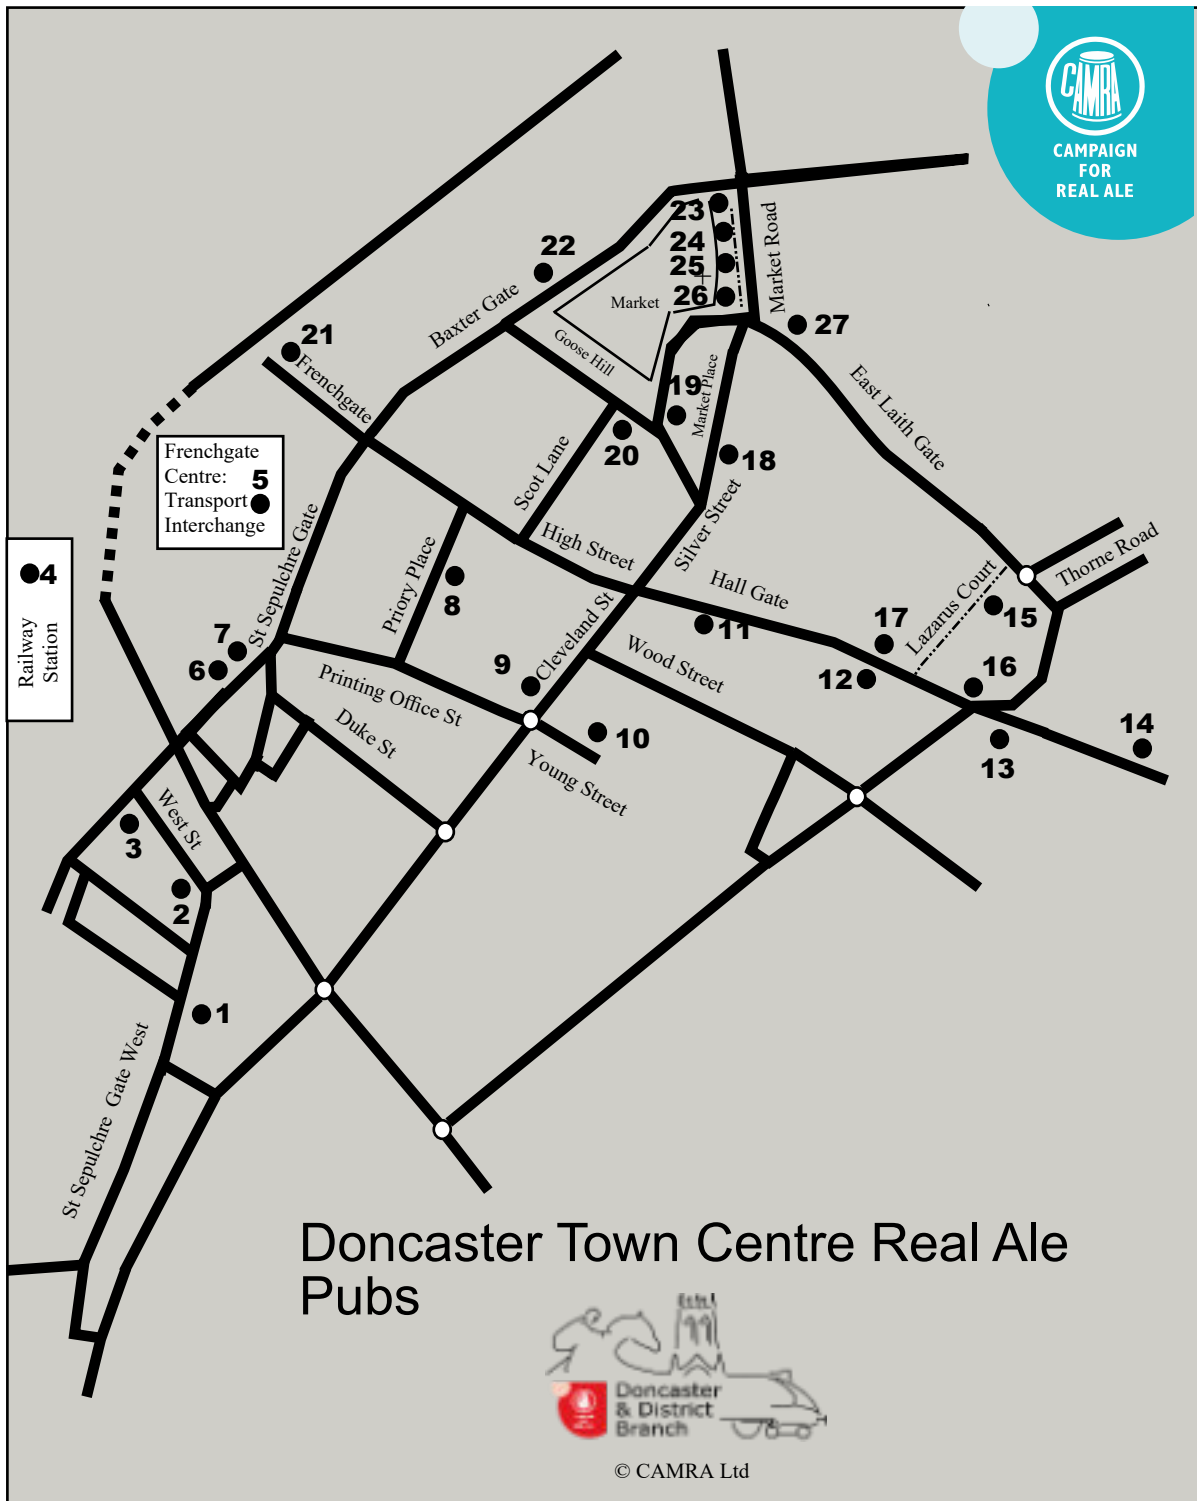 CAMRA
CAMPAIGN
FOR
REAL ALE
23
24
25
26
Market Road
22
Market
27
Baxter Gate
21
Goose Hill
Frenchgate
19
Market Place
East Laith Gate
20
18
Frenchgate
Centre: 5
Transport
Interchange
Scot Lane
Silver Street
High Street
St Sepulchre Gate
Priory Place
Thorne Road
4
Railway
Station
8
Hall Gate
Lazarus Court
15
7
6
Cleveland St
11
17
9
Wood Street
12
16
Printing Office St
Duke St
10
14
13
Young Street
West St
3
2
1
St Sepulchre Gate West
Doncaster Town Centre Real Ale
Pubs
Doncaster
& District
Branch
© CAMRA Ltd